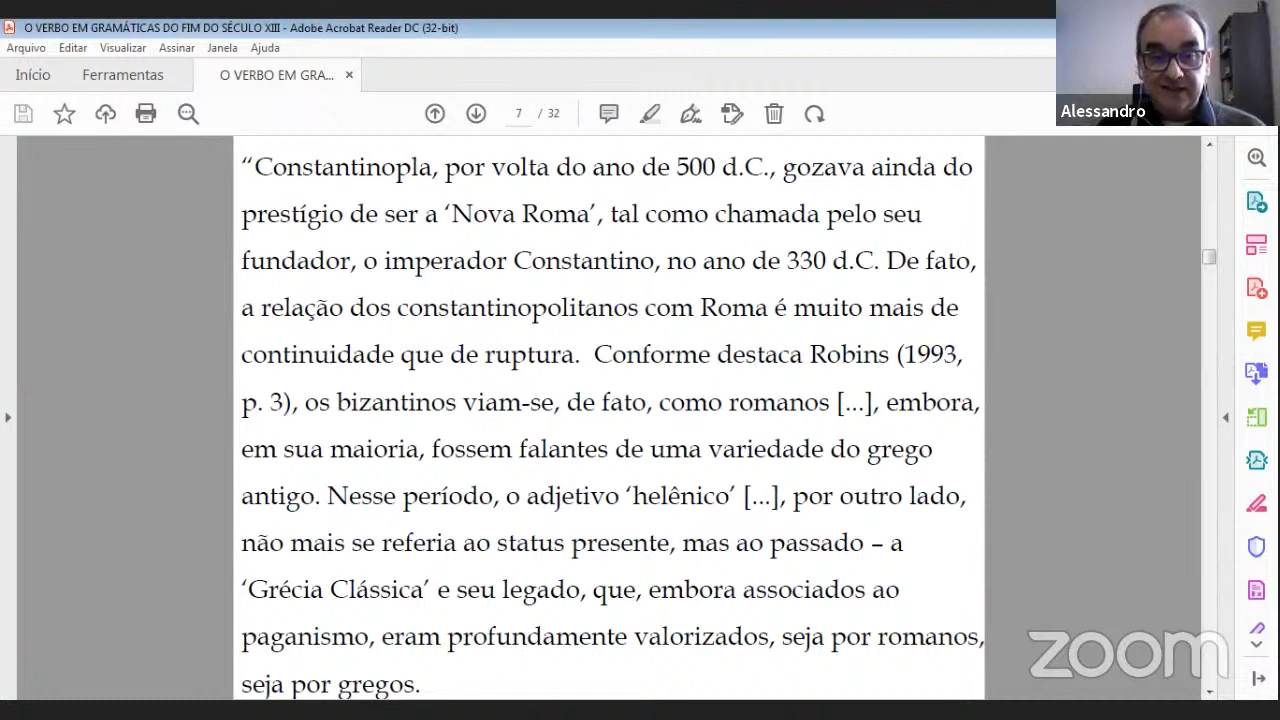 O VERBO EM GRAMÁTICAS DO FIM DO SÉCULO XIII - Adobe Acrobat Reader DC (32-bit)
Arquivo Editar Visualizar Assinar Janela Ajuda
Início Ferramentas O VERBO EM GRA... ×
7 / 32
Alessandro
“Constantinopla, por volta do ano de 500 d.C., gozava ainda do
prestígio de ser a ‘Nova Roma’, tal como chamada pelo seu
fundador, o imperador Constantino, no ano de 330 d.C. De fato,
a relação dos constantinopolitanos com Roma é muito mais de
continuidade que de ruptura.  Conforme destaca Robins (1993,
p. 3), os bizantinos viam-se, de fato, como romanos [...], embora,
em sua maioria, fossem falantes de uma variedade do grego
antigo. Nesse período, o adjetivo ‘helênico’ [...], por outro lado,
não mais se referia ao status presente, mas ao passado – a
‘Grécia Clássica’ e seu legado, que, embora associados ao
paganismo, eram profundamente valorizados, seja por romanos,
seja por gregos.
zoom